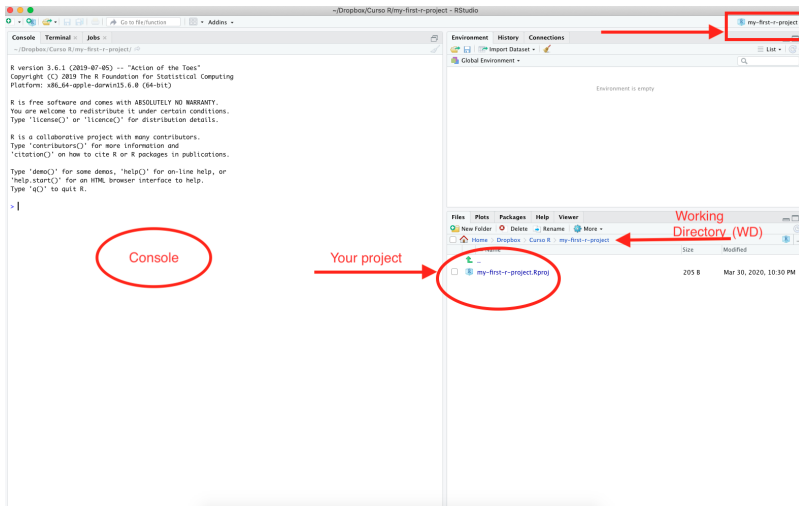 ~/Dropbox/Curso R/my-first-r-project - RStudio
Go to file/function Addins
my-first-r-project
Console Terminal Jobs
~/Dropbox/Curso R/my-first-r-project/
R version 3.6.1 (2019-07-05) -- "Action of the Toes"
Copyright (C) 2019 The R Foundation for Statistical Computing
Platform: x86_64-apple-darwin15.6.0 (64-bit)
R is free software and comes with ABSOLUTELY NO WARRANTY.
You are welcome to redistribute it under certain conditions.
Type 'license()' or 'licence()' for distribution details.
R is a collaborative project with many contributors.
Type 'contributors()' for more information and
'citation()' on how to cite R or R packages in publications.
Type 'demo()' for some demos, 'help()' for on-line help, or
'help.start()' for an HTML browser interface to help.
Type 'q()' to quit R.
>
Console
Your project
Environment History Connections
Import Dataset List
Global Environment
Environment is empty
Files Plots Packages Help Viewer
New Folder Delete Rename More
Home Dropbox Curso R my-first-r-project
Working
Directory (WD)
Name Size Modified
..
my-first-r-project.Rproj 205 B Mar 30, 2020, 10:30 PM